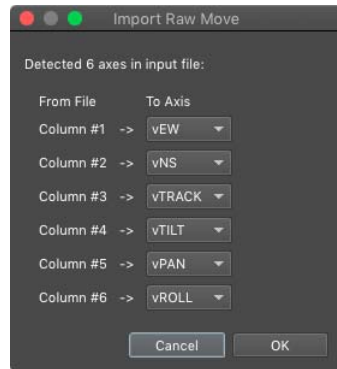 Import Raw Move
Detected 6 axes in input file:
From File To Axis
Column #1 -> vEW
Column #2 -> vNS
Column #3 -> vTRACK
Column #4 -> vTILT
Column #5 -> vPAN
Column #6 -> vROLL
Cancel OK